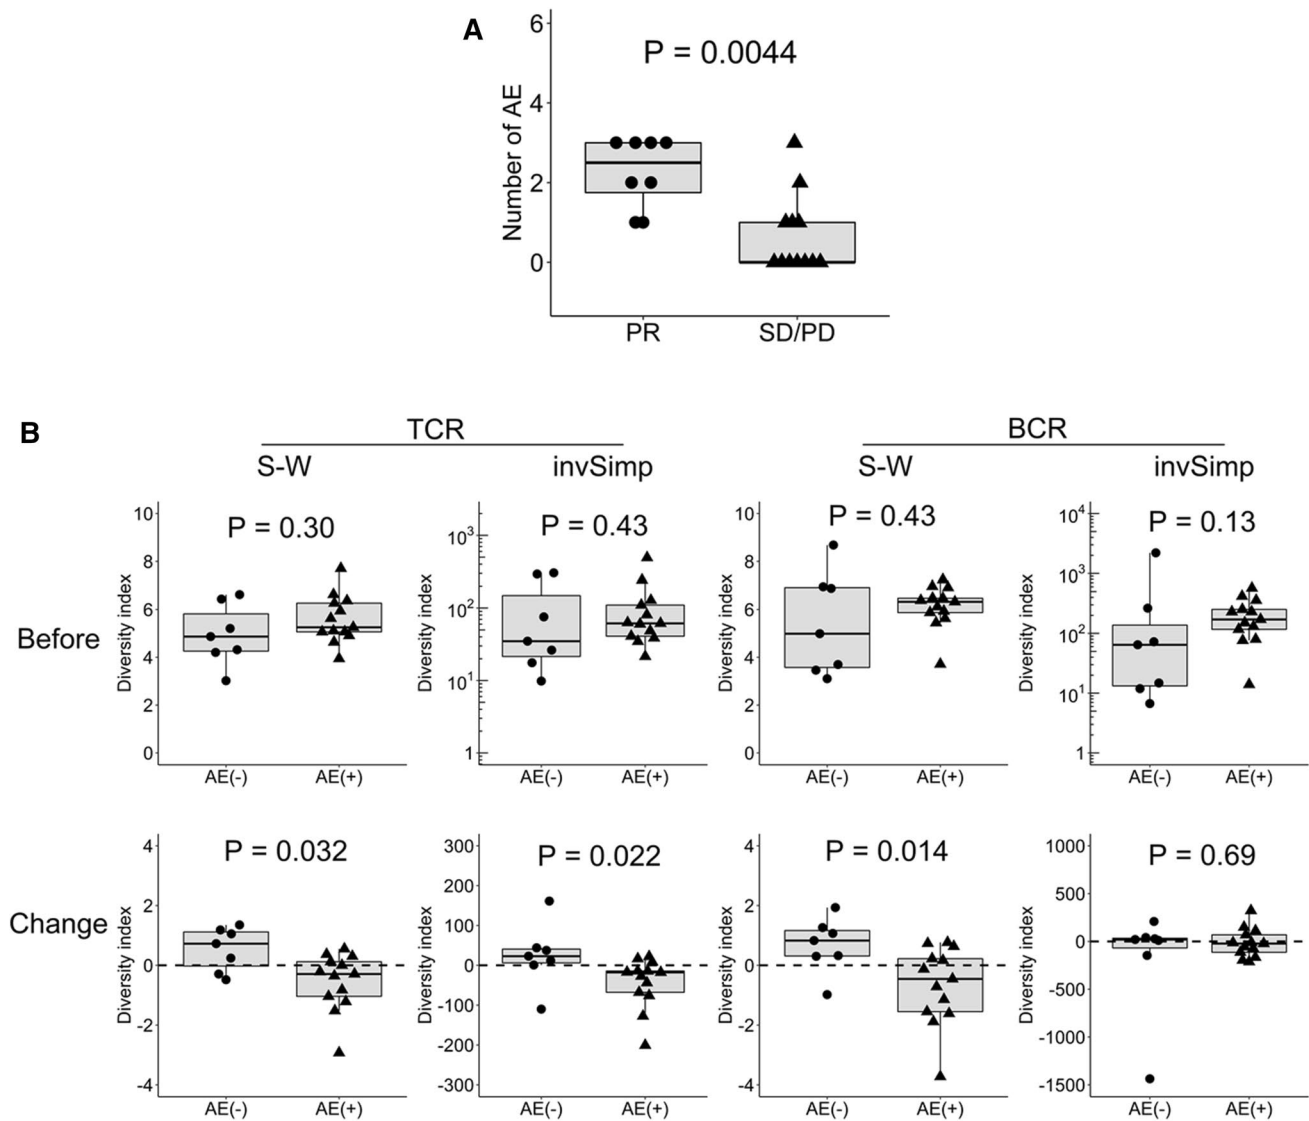 A
P = 0.0044
Number of AE
6
4
2
0
PR SD/PD
B
TCR BCR
S-W invSimp S-W invSimp
Before
Diversity index
10
8
6
4
2
0
P = 0.30
AE(-) AE(+)
Diversity index
10³
10²
10¹
1
P = 0.43
AE(-) AE(+)
Diversity index
10
8
6
4
2
0
P = 0.43
AE(-) AE(+)
Diversity index
10⁴
10³
10²
10¹
1
P = 0.13
AE(-) AE(+)
Change
Diversity index
4
2
0
-2
-4
P = 0.032
AE(-) AE(+)
Diversity index
300
200
100
0
-100
-200
-300
P = 0.022
AE(-) AE(+)
Diversity index
4
2
0
-2
-4
P = 0.014
AE(-) AE(+)
Diversity index
1000
500
0
-500
-1000
-1500
P = 0.69
AE(-) AE(+)